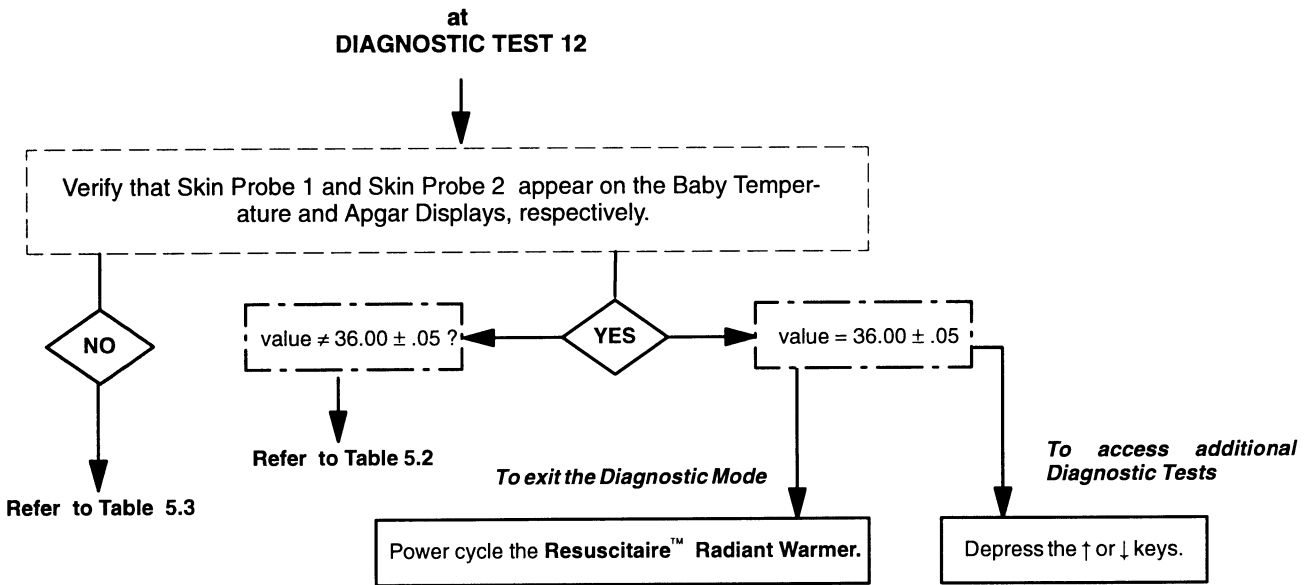 at
DIAGNOSTIC TEST 12
Verify that Skin Probe 1 and Skin Probe 2 appear on the Baby Temper-
ature and Apgar Displays, respectively.
NO
value ≠ 36.00 ± .05 ?
YES
value = 36.00 ± .05
Refer to Table 5.3
Refer to Table 5.2
To exit the Diagnostic Mode
To access additional
Diagnostic Tests
Power cycle the Resuscitaire™ Radiant Warmer.
Depress the ↑ or ↓ keys.